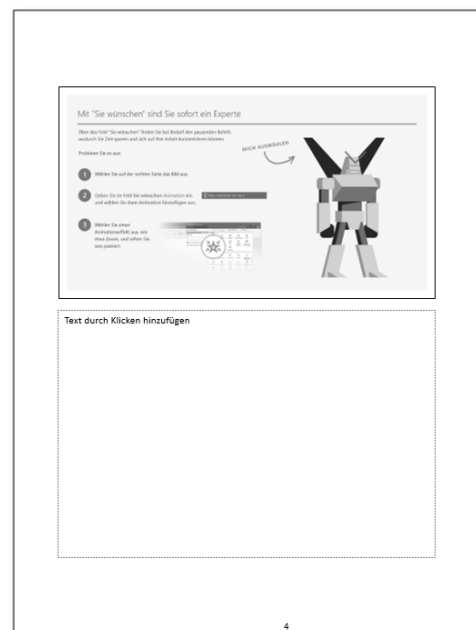 Mit "Sie wünschen" sind Sie sofort ein Experte
Über das Feld "Sie wünschen" finden Sie bei Bedarf den passenden Befehl,
wodurch Sie Zeit sparen und sich auf Ihre Arbeit konzentrieren können.
Probieren Sie es aus:
MICH AUSWÄHLEN
1 Wählen Sie auf der rechten Seite das Bild aus.
2 Geben Sie im Feld Sie wünschen Animation ein,
und wählen Sie dann Animation hinzufügen aus.
3 Wählen Sie einen
Animationseffekt aus, wie
etwa Zoom, und sehen Sie,
was passiert.
Text durch Klicken hinzufügen
4